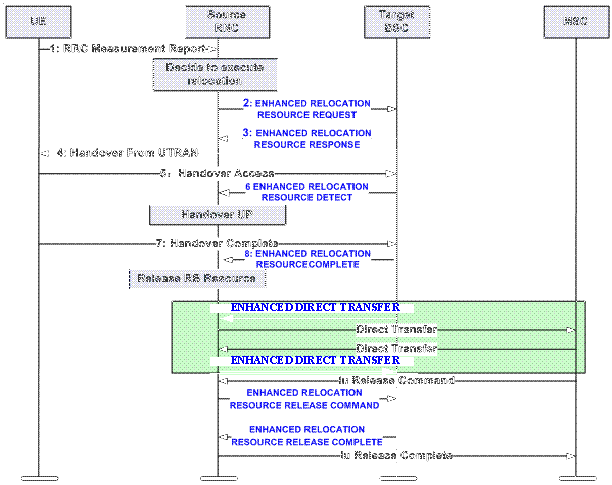 UE
Source
RNC
Target
BSC
MSC
1: RRC Measurement Report
Decide to execute
relocation
2: ENHANCED RELOCATION
RESOURCE REQUEST
3: ENHANCED RELOCATION
RESOURCE RESPONSE
4: Handover From UTRAN
5: Handover Access
6 ENHANCED RELOCATION
RESOURCE DETECT
Handover UP
7: Handover Complete
8: ENHANCED RELOCATION
RESOURCECOMPLETE
Release RB Resource
ENHANCED DIRECT TRANSFER
Direct Transfer
Direct Transfer
ENHANCED DIRECT TRANSFER
Iu Release Command
ENHANCED RELOCATION
RESOURCE RELEASE COMMAND
ENHANCED RELOCATION
RESOURCE RELEASE COMPLETE
Iu Release Complete